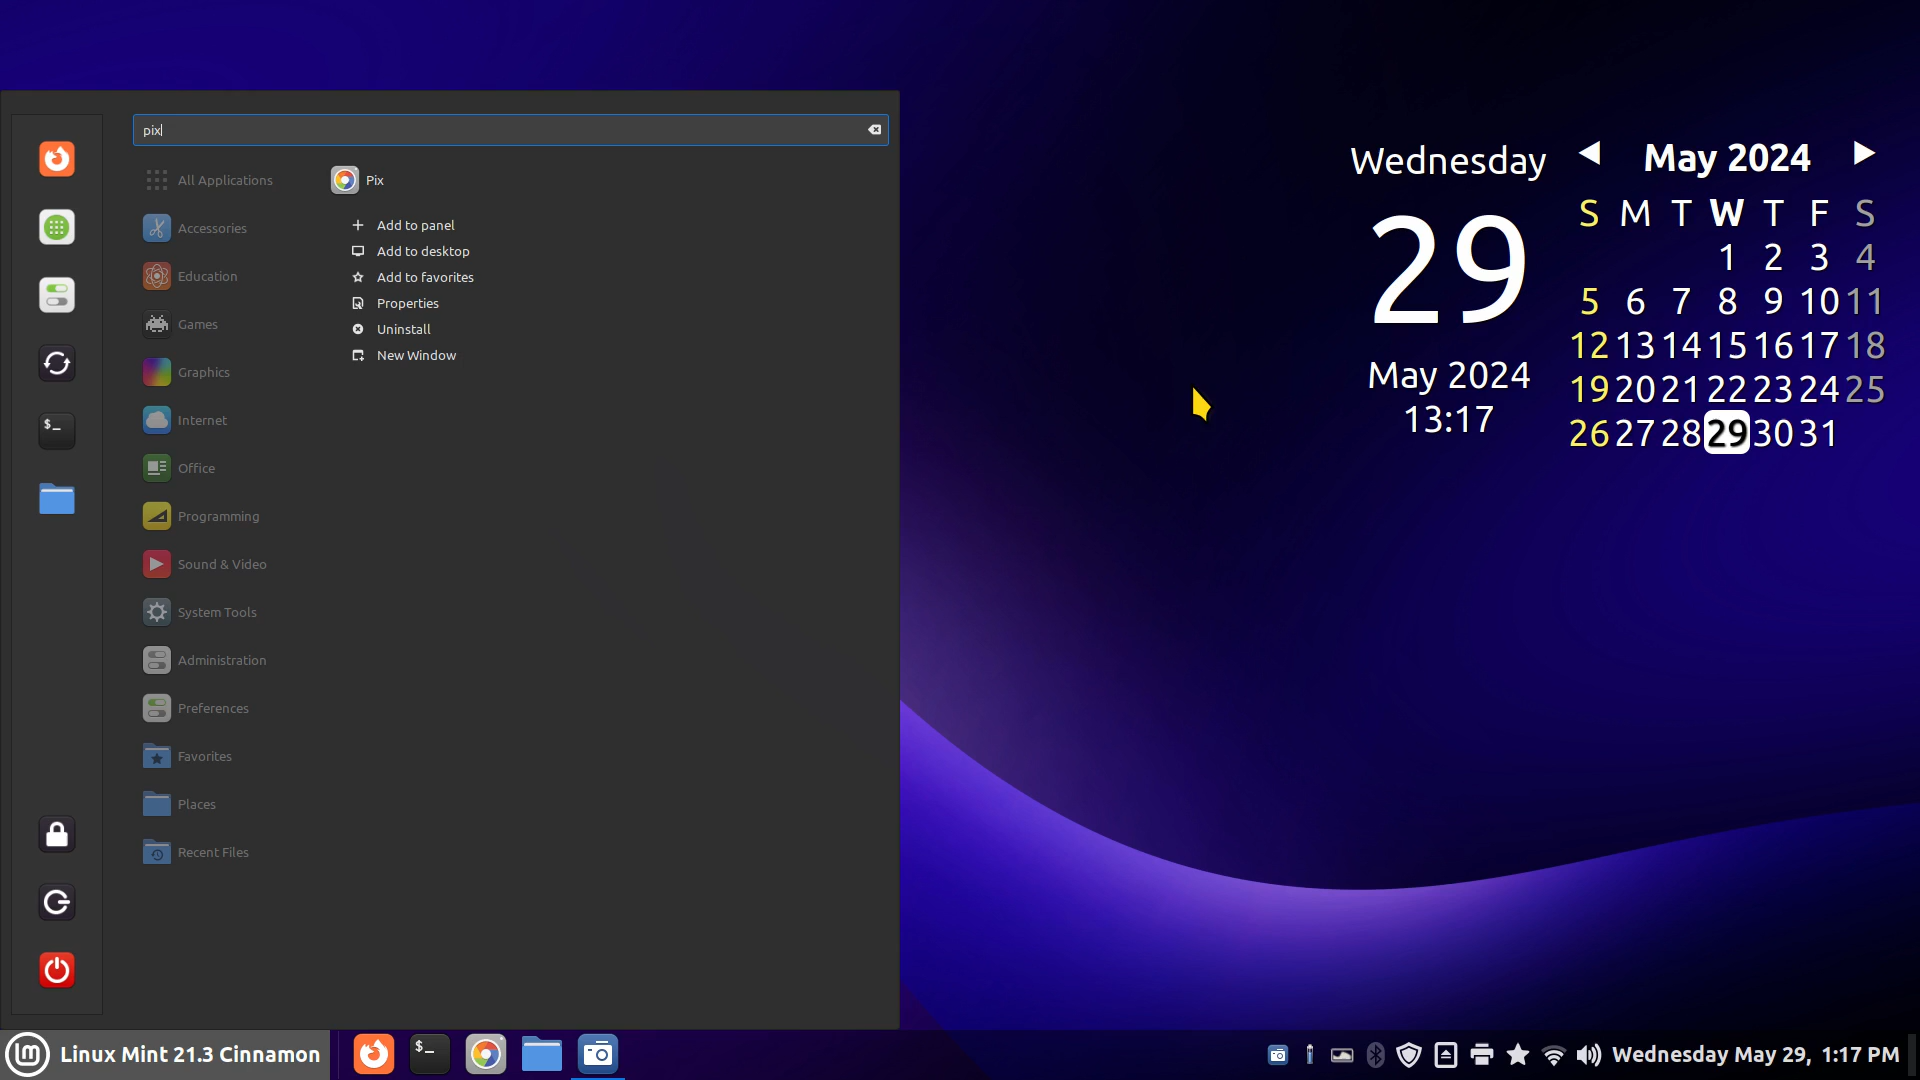 pix
All Applications
Accessories
Education
Games
Graphics
Internet
Office
Programming
Sound & Video
System Tools
Administration
Preferences
Favorites
Places
Recent Files
Pix
Add to panel
Add to desktop
Add to favorites
Properties
Uninstall
New Window
Wednesday
29
May 2024
13:17
May 2024
S M T W T F S
1 2 3 4
5 6 7 8 9 10 11
12 13 14 15 16 17 18
19 20 21 22 23 24 25
26 27 28 29 30 31
Linux Mint 21.3 Cinnamon
$_
$_
Wednesday May 29, 1:17 PM